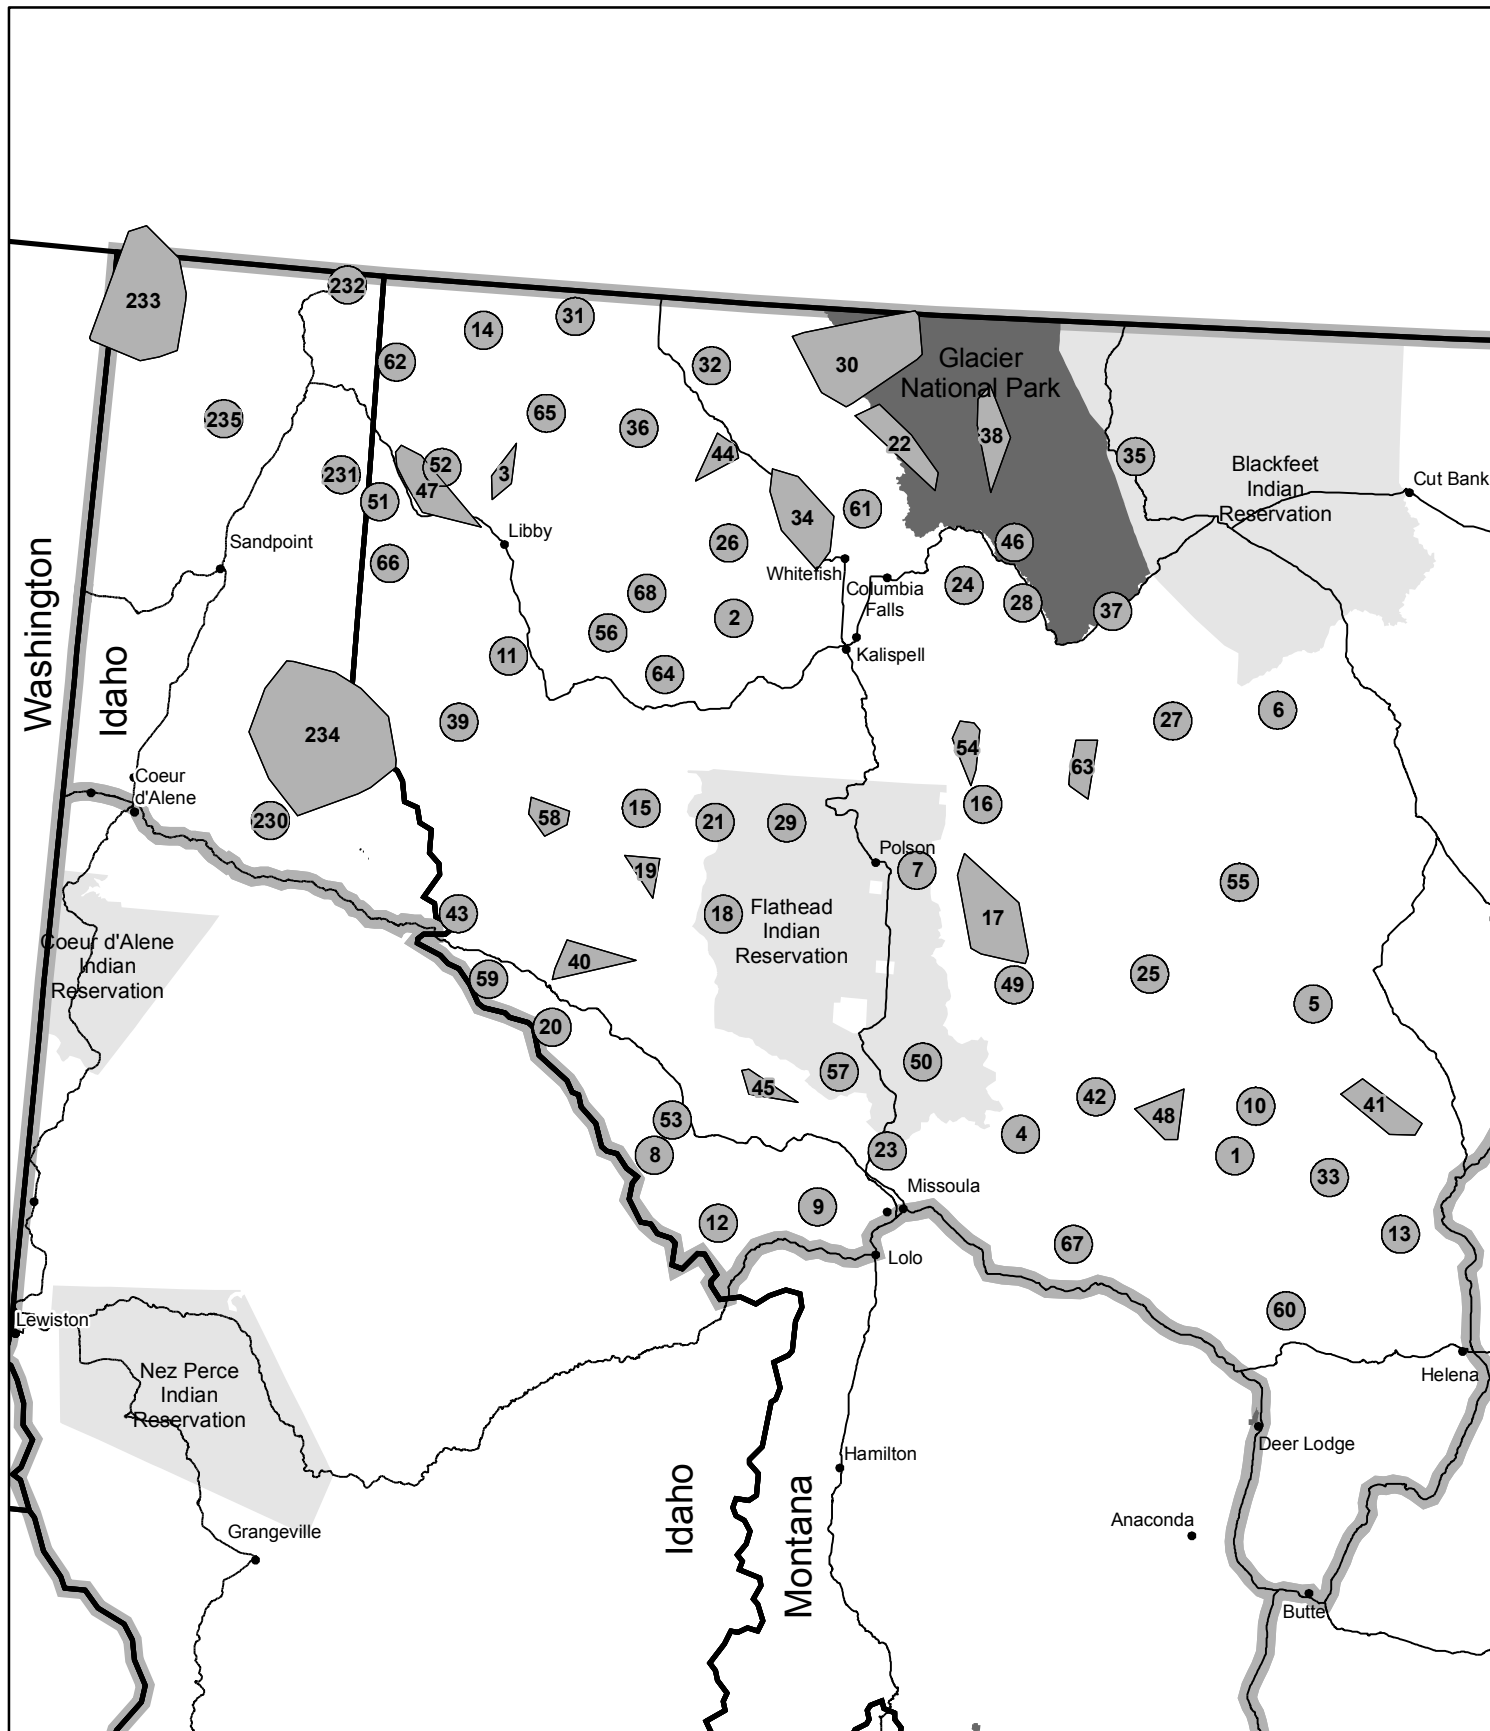 232
233
31
14
32
Glacier
National Park
62
30
65
235
36
38
22
44
35
Blackfeet
Indian
Reservation
52
3
231
47
Cut Bank
51
61
34
Libby
Sandpoint
26
46
66
Whitefish
Columbia
Falls
24
68
28
37
2
56
Washington
Idaho
11
Kalispell
64
6
39
27
234
54
63
Coeur
d'Alene
16
15
58
230
21
29
Polson
7
19
55
43
18
Flathead
Indian
Reservation
17
Coeur d'Alene
Indian
Reservation
40
59
25
49
5
20
50
57
45
42
41
48
10
53
4
23
8
1
33
Missoula
9
12
13
67
Lolo
60
Lewiston
Nez Perce
Indian
Reservation
Helena
Deer Lodge
Hamilton
Idaho
Montana
Anaconda
Grangeville
Butte